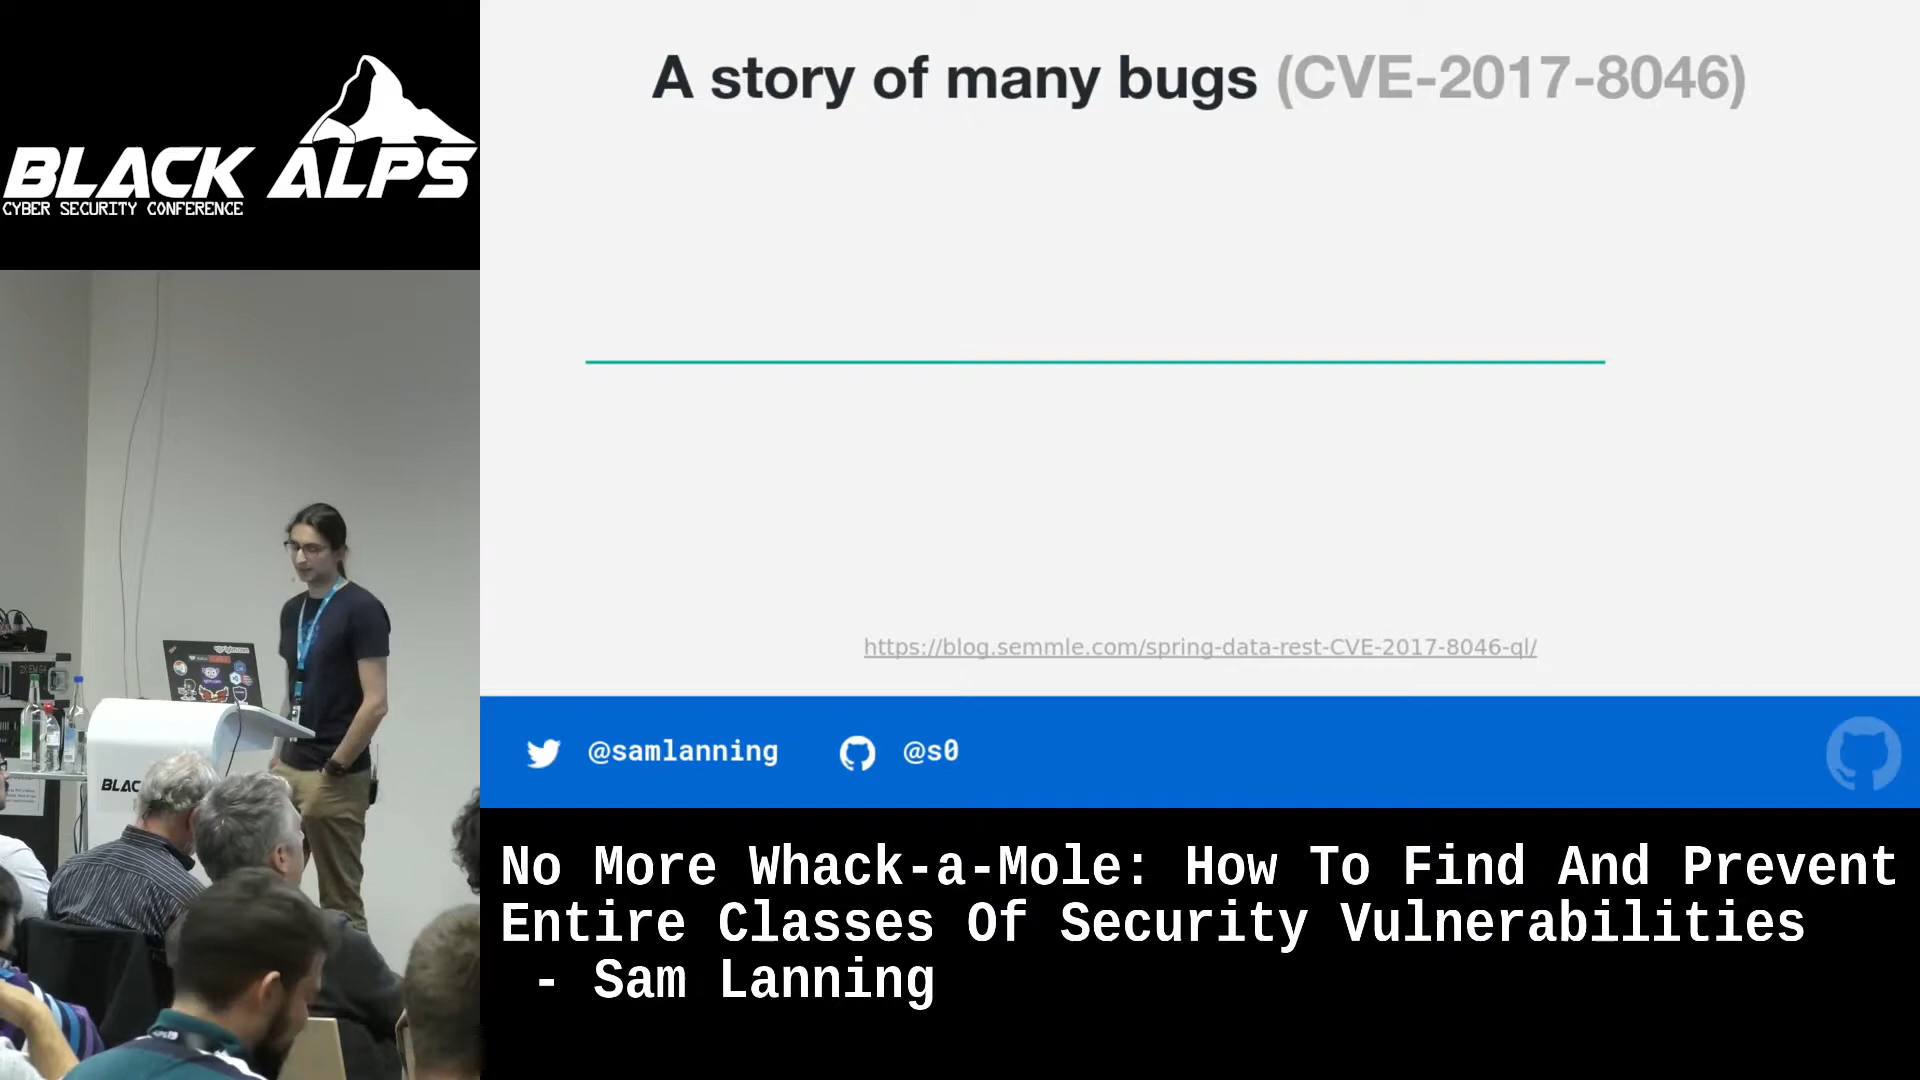 BLACK ALPS
CYBER SECURITY CONFERENCE
A story of many bugs (CVE-2017-8046)
https://blog.semmle.com/spring-data-rest-CVE-2017-8046-ql/
@samlanning @s0
BLAC
No More Whack-a-Mole: How To Find And Prevent
Entire Classes Of Security Vulnerabilities
- Sam Lanning